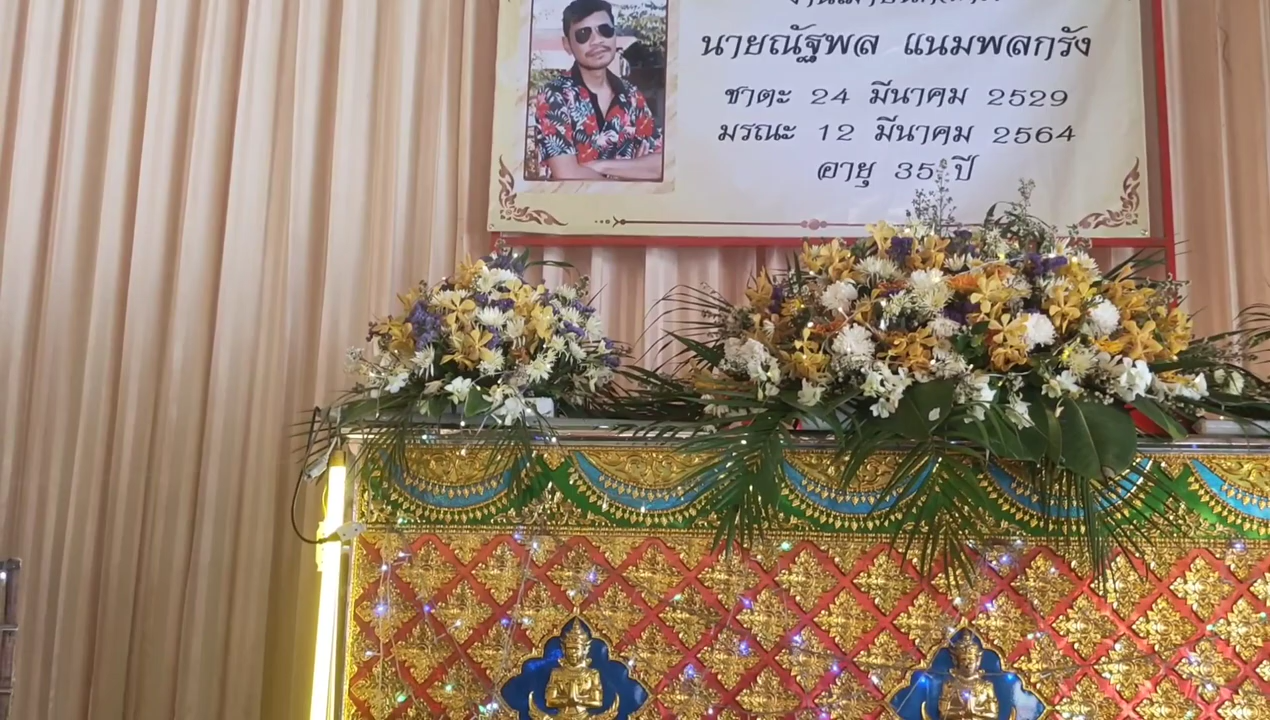 นายณัฐพล แนมพลกรัง
ชาตะ 24 มีนาคม 2529
มรณะ 12 มีนาคม 2564
อายุ 35 ปี